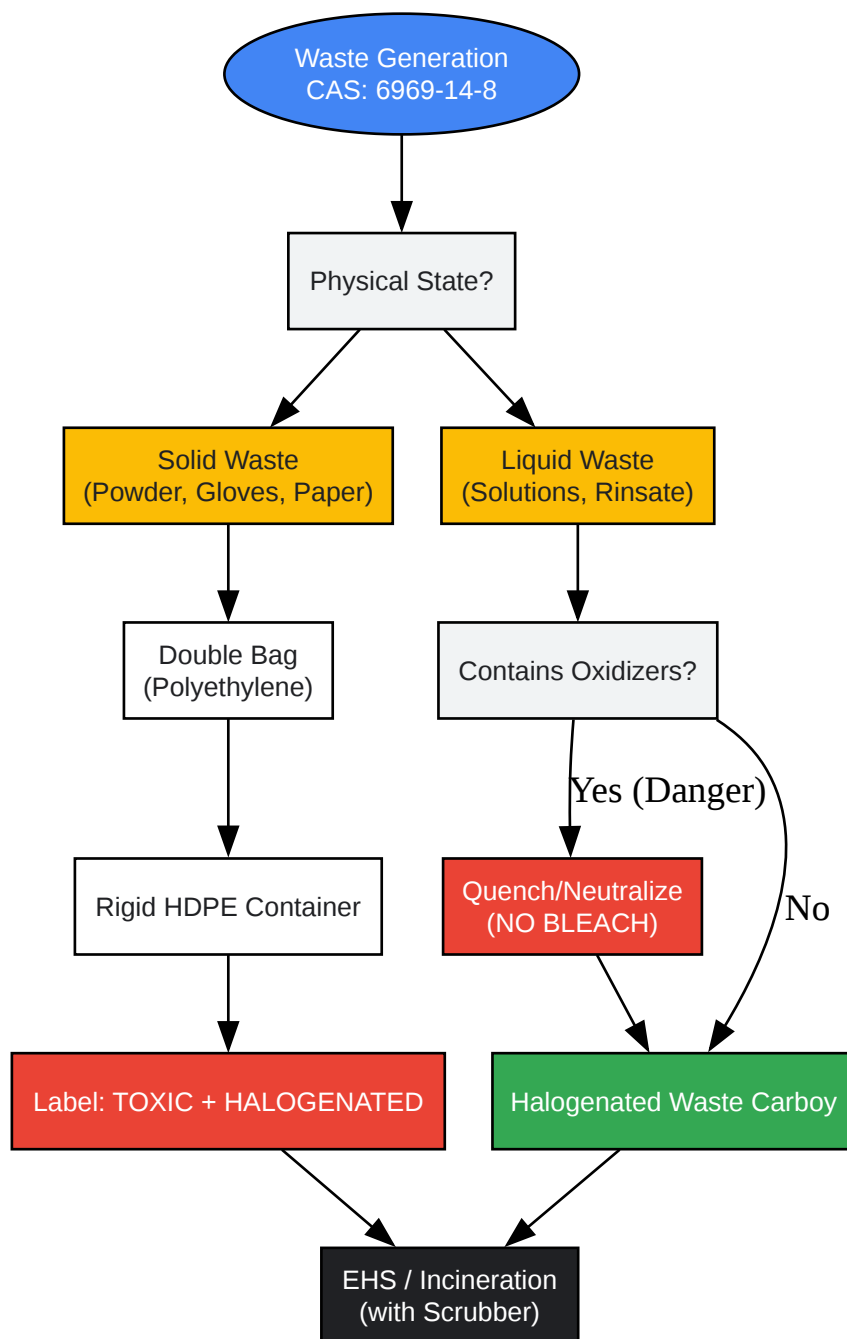 Waste Generation
CAS: 6969-14-8
Physical State?
Solid Waste
(Powder, Gloves, Paper)
Liquid Waste
(Solutions, Rinsate)
Double Bag
(Polyethylene)
Contains Oxidizers?
Yes (Danger)
Rigid HDPE Container
Quench/Neutralize
(NO BLEACH)
No
Label: TOXIC + HALOGENATED
Halogenated Waste Carboy
EHS / Incineration
(with Scrubber)